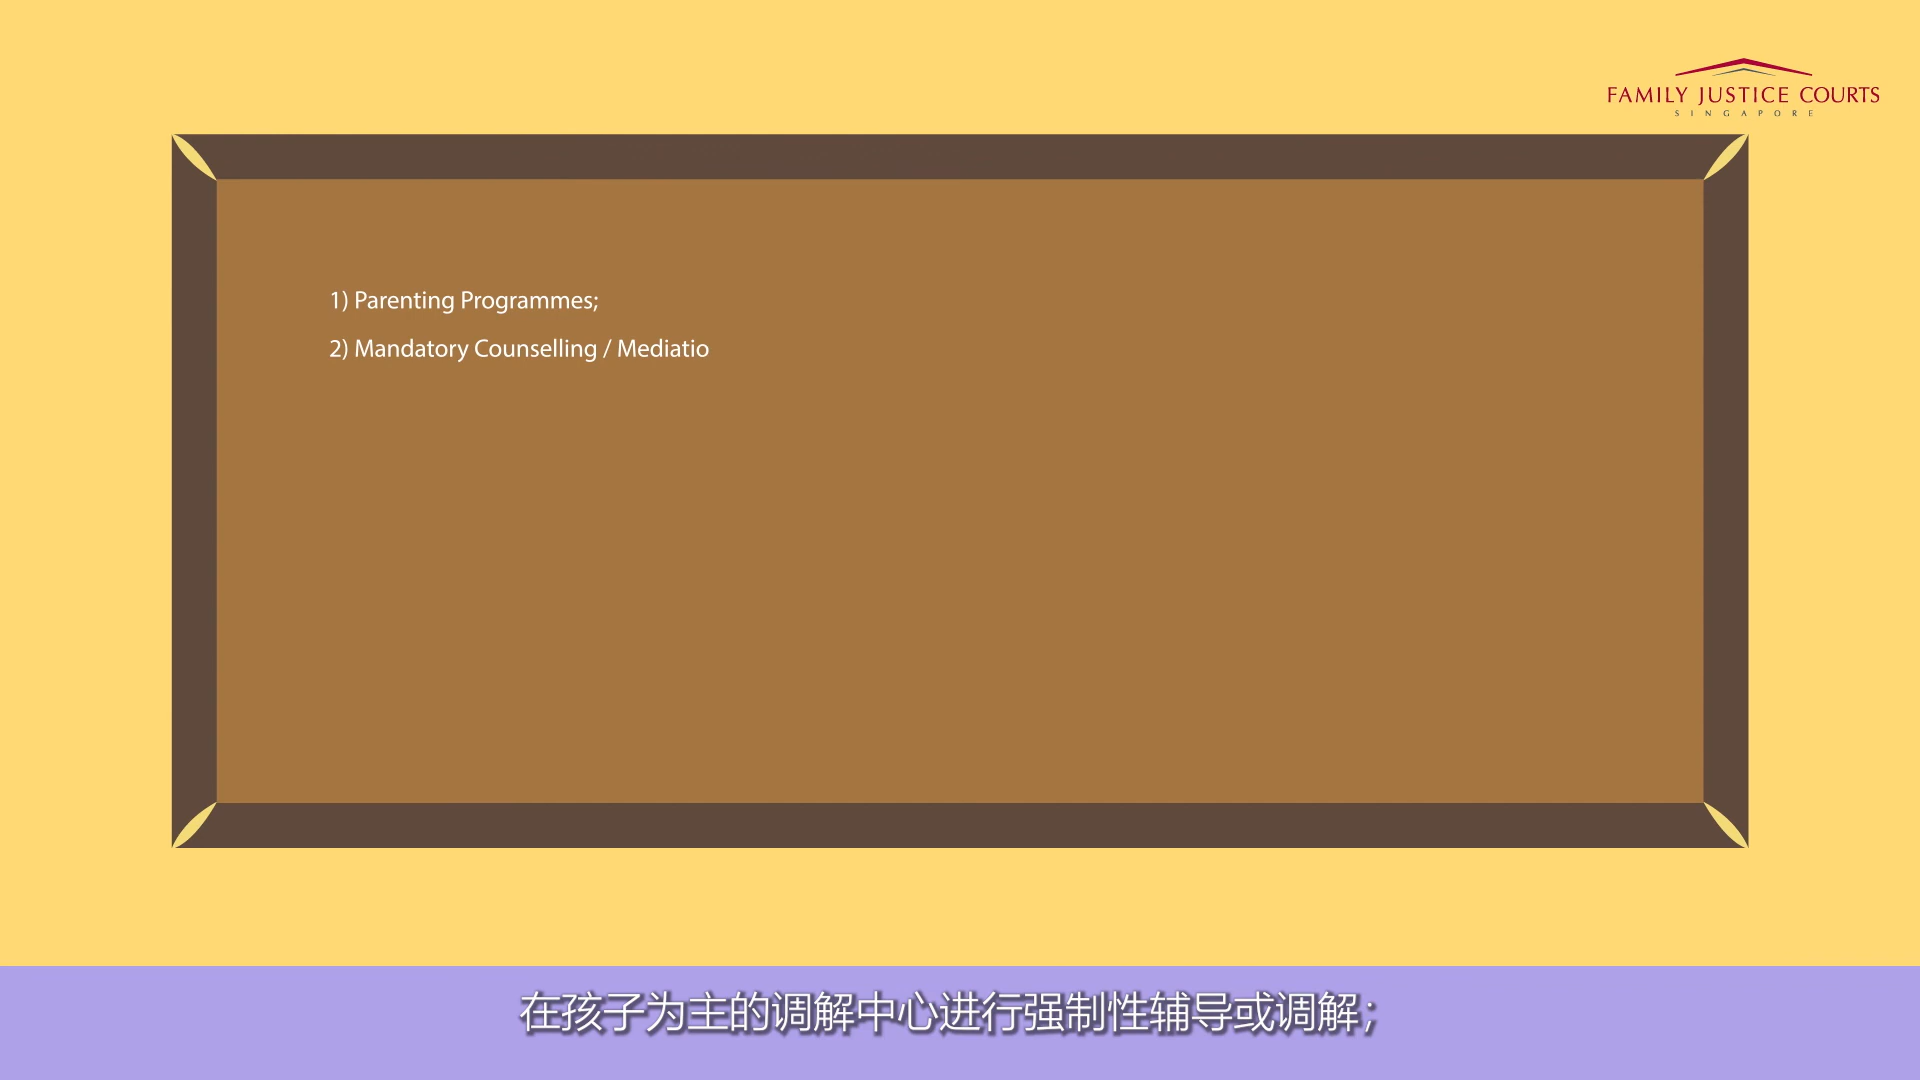 FAMILY JUSTICE COURTS
SINGAPORE
1) Parenting Programmes;
2) Mandatory Counselling / Mediatio
在孩子为主的调解中心进行强制性辅导或调解；